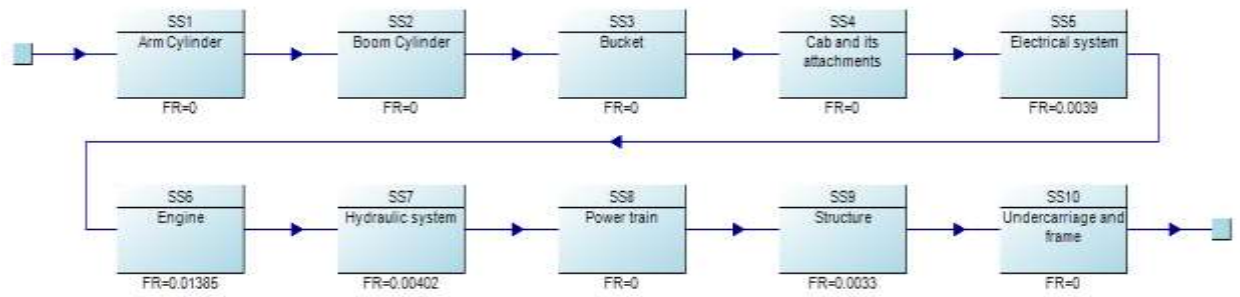 SS1
Arm Cylinder
FR=0
SS2
Boom Cylinder
FR=0
SS3
Bucket
FR=0
SS4
Cab and its
attachments
FR=0
SS5
Electrical system
FR=0.0039
SS6
Engine
FR=0.01385
SS7
Hydraulic system
FR=0.00402
SS8
Power train
FR=0
SS9
Structure
FR=0.0033
SS10
Undercarriage and
frame
FR=0